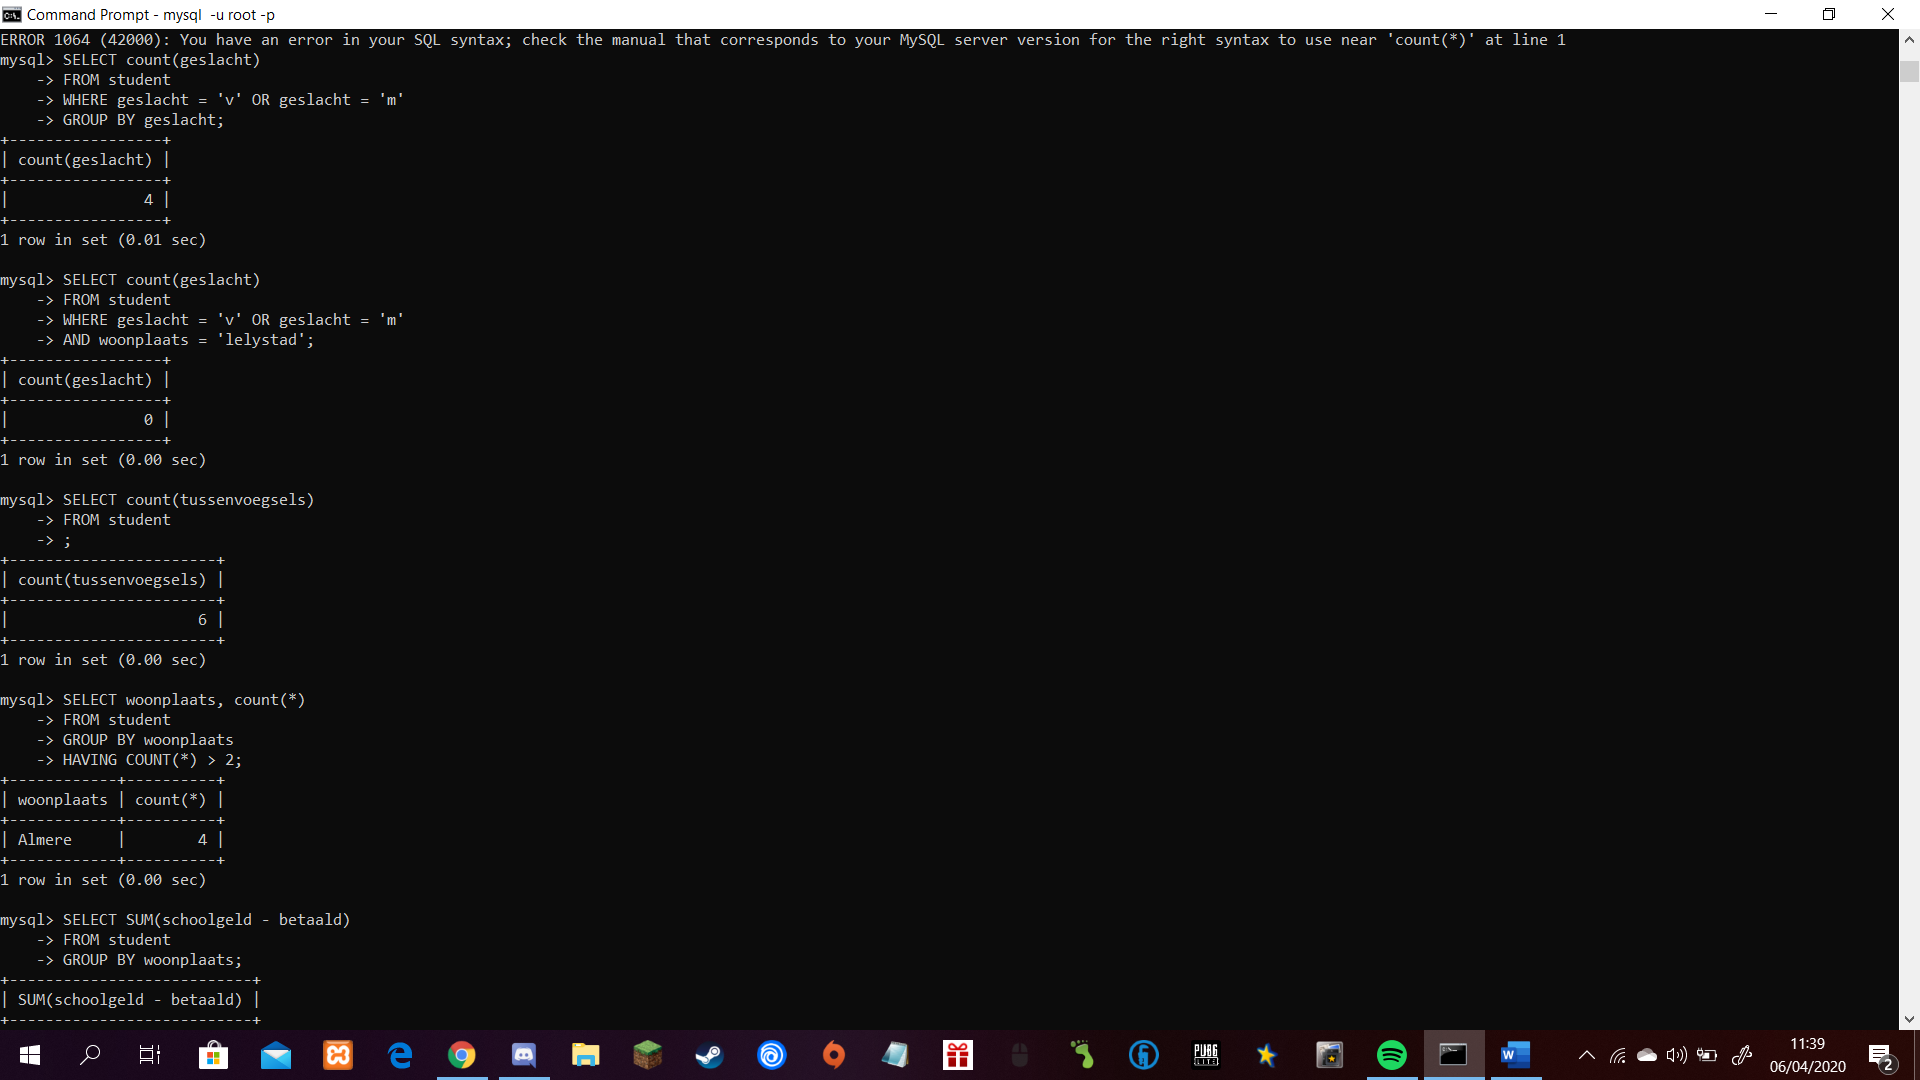 Command Prompt - mysql  -u root -p
ERROR 1064 (42000): You have an error in your SQL syntax; check the manual that corresponds to your MySQL server version for the right syntax to use near 'count(*)' at line 1
mysql> SELECT count(geslacht)
    -> FROM student
    -> WHERE geslacht = 'v' OR geslacht = 'm'
    -> GROUP BY geslacht;
+-----------------+
| count(geslacht) |
+-----------------+
|               4 |
+-----------------+
1 row in set (0.01 sec)
mysql> SELECT count(geslacht)
    -> FROM student
    -> WHERE geslacht = 'v' OR geslacht = 'm'
    -> AND woonplaats = 'lelystad';
+-----------------+
| count(geslacht) |
+-----------------+
|               0 |
+-----------------+
1 row in set (0.00 sec)
mysql> SELECT count(tussenvoegsels)
    -> FROM student
    -> ;
+-----------------------+
| count(tussenvoegsels) |
+-----------------------+
|                     6 |
+-----------------------+
1 row in set (0.00 sec)
mysql> SELECT woonplaats, count(*)
    -> FROM student
    -> GROUP BY woonplaats
    -> HAVING COUNT(*) > 2;
+------------+----------+
| woonplaats | count(*) |
+------------+----------+
| Almere     |        4 |
+------------+----------+
1 row in set (0.00 sec)
mysql> SELECT SUM(schoolgeld - betaald)
    -> FROM student
    -> GROUP BY woonplaats;
+---------------------------+
| SUM(schoolgeld - betaald) |
+---------------------------+
PUBG
LITE
W
11:39
06/04/2020
2